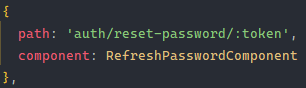 {
path: 'auth/reset-password/:token',
component: RefreshPasswordComponent
},